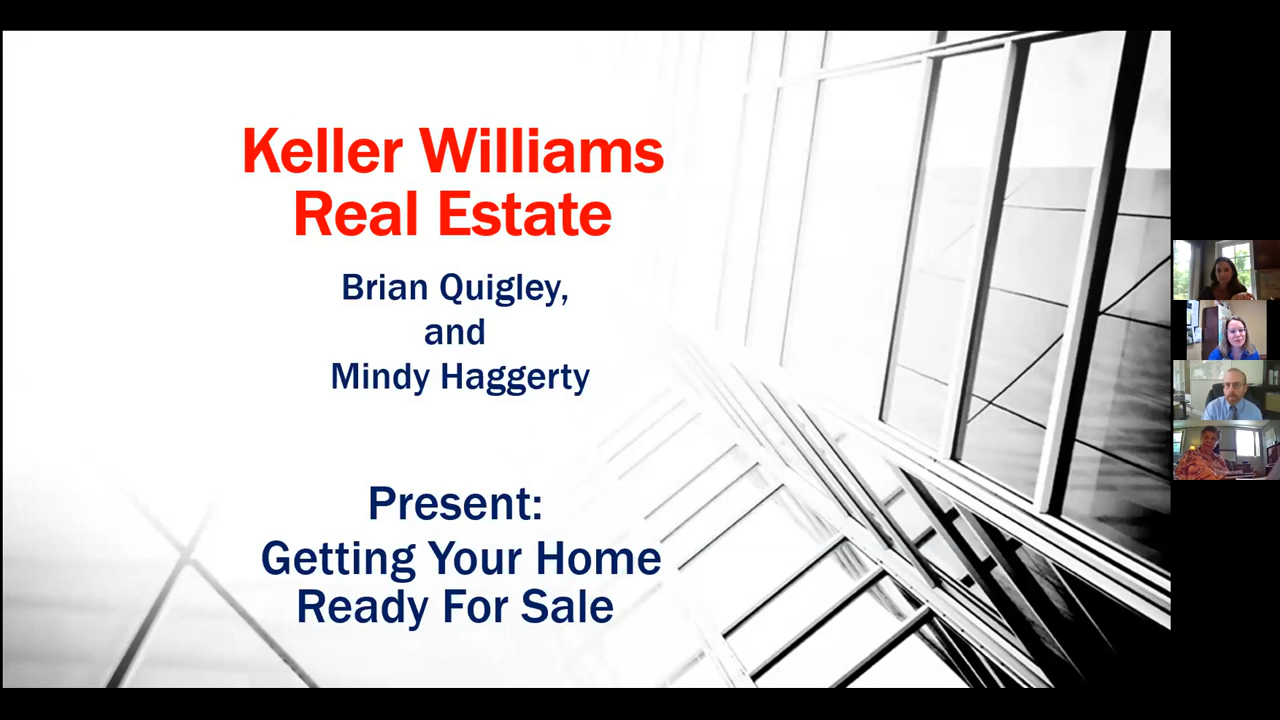 Keller Williams
Real Estate
Brian Quigley,
and
Mindy Haggerty
Present:
Getting Your Home
Ready For Sale